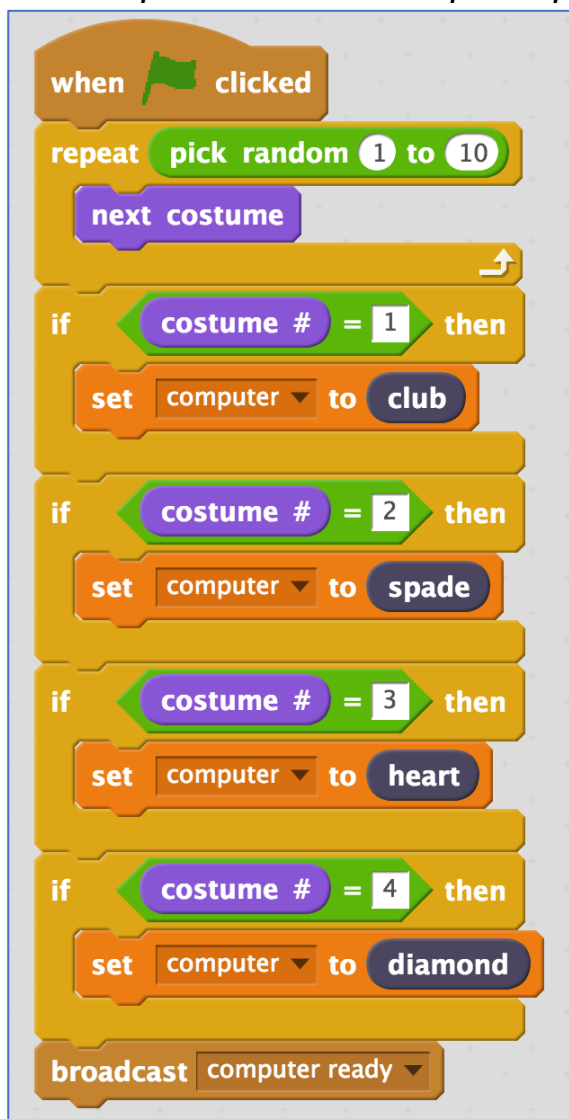 when clicked
repeat pick random 1 to 10
next costume
if costume # = 1 then
set computer to club
if costume # = 2 then
set computer to spade
if costume # = 3 then
set computer to heart
if costume # = 4 then
set computer to diamond
broadcast computer ready